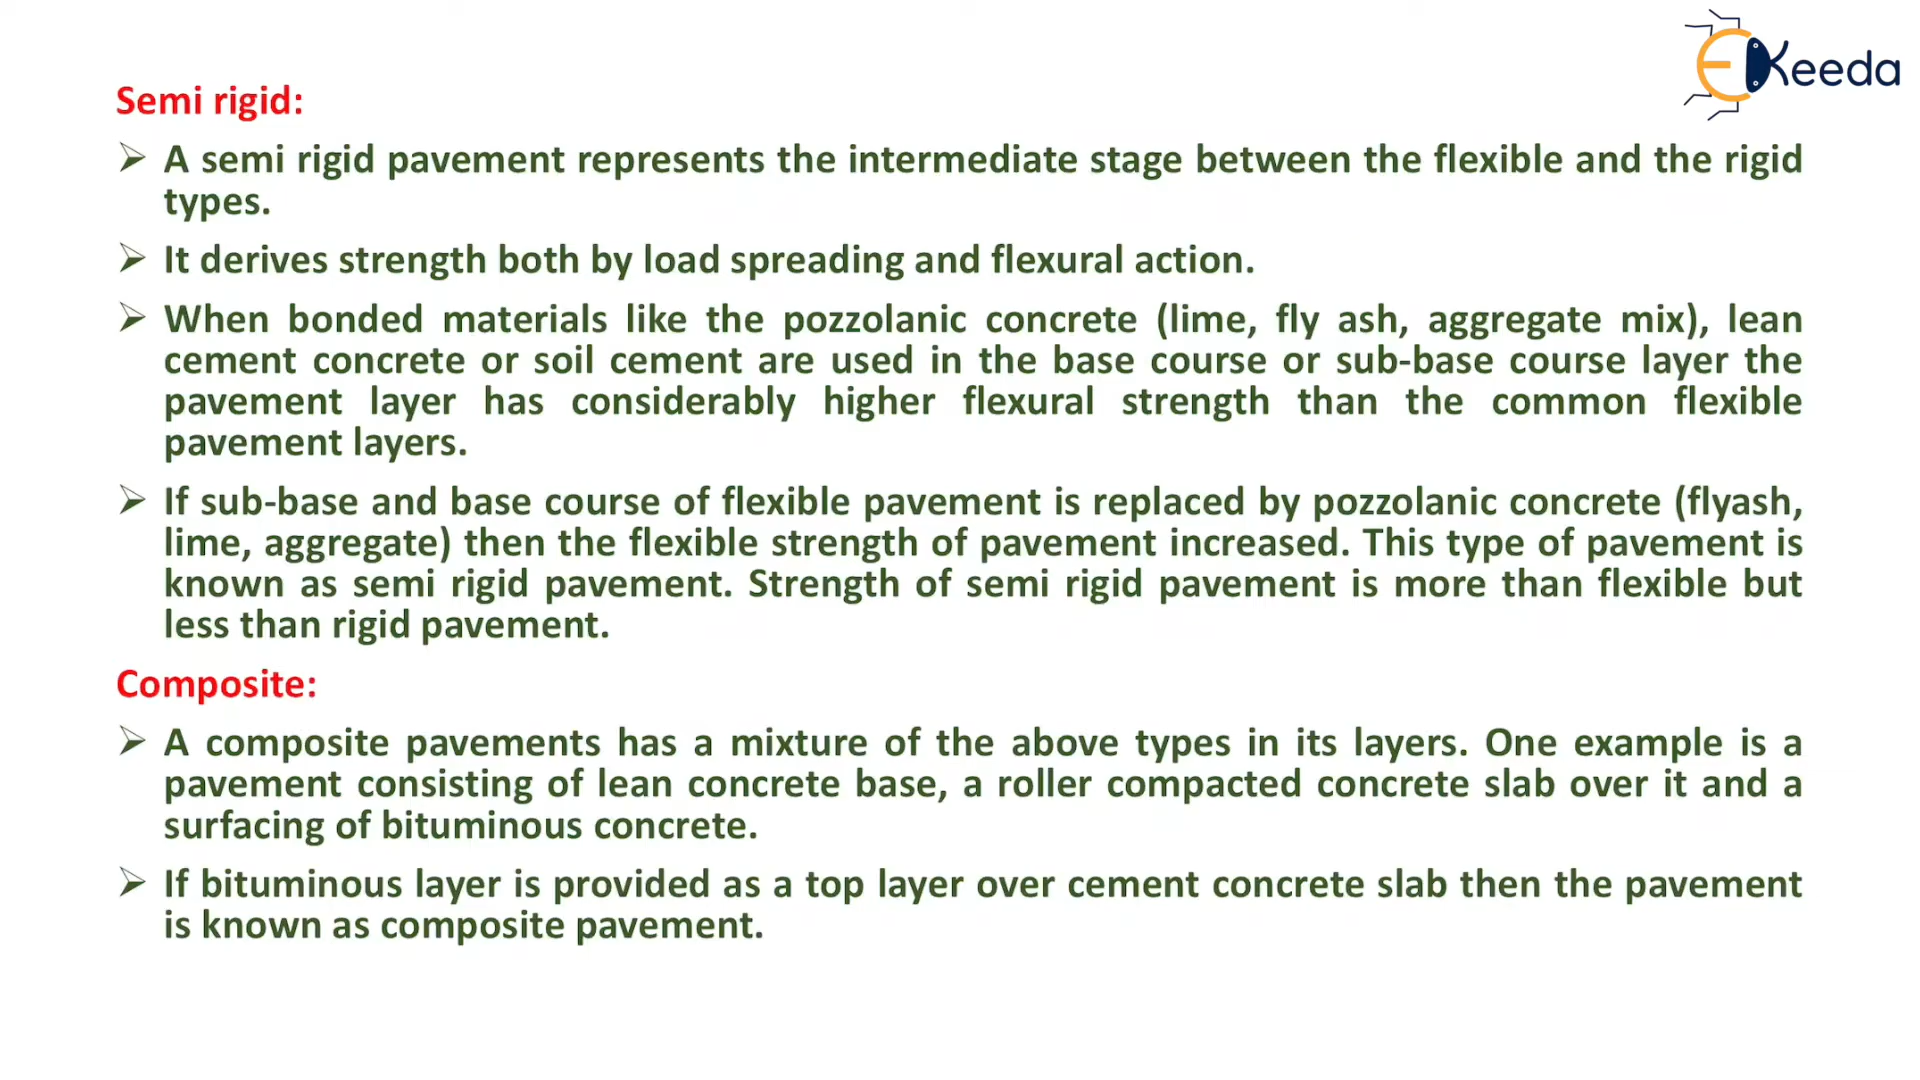 EKeeda
Semi rigid:
➢ A semi rigid pavement represents the intermediate stage between the flexible and the rigid
types.
➢ It derives strength both by load spreading and flexural action.
➢ When bonded materials like the pozzolanic concrete (lime, fly ash, aggregate mix), lean
cement concrete or soil cement are used in the base course or sub-base course layer the
pavement layer has considerably higher flexural strength than the common flexible
pavement layers.
➢ If sub-base and base course of flexible pavement is replaced by pozzolanic concrete (flyash,
lime, aggregate) then the flexible strength of pavement increased. This type of pavement is
known as semi rigid pavement. Strength of semi rigid pavement is more than flexible but
less than rigid pavement.
Composite:
➢ A composite pavements has a mixture of the above types in its layers. One example is a
pavement consisting of lean concrete base, a roller compacted concrete slab over it and a
surfacing of bituminous concrete.
➢ If bituminous layer is provided as a top layer over cement concrete slab then the pavement
is known as composite pavement.